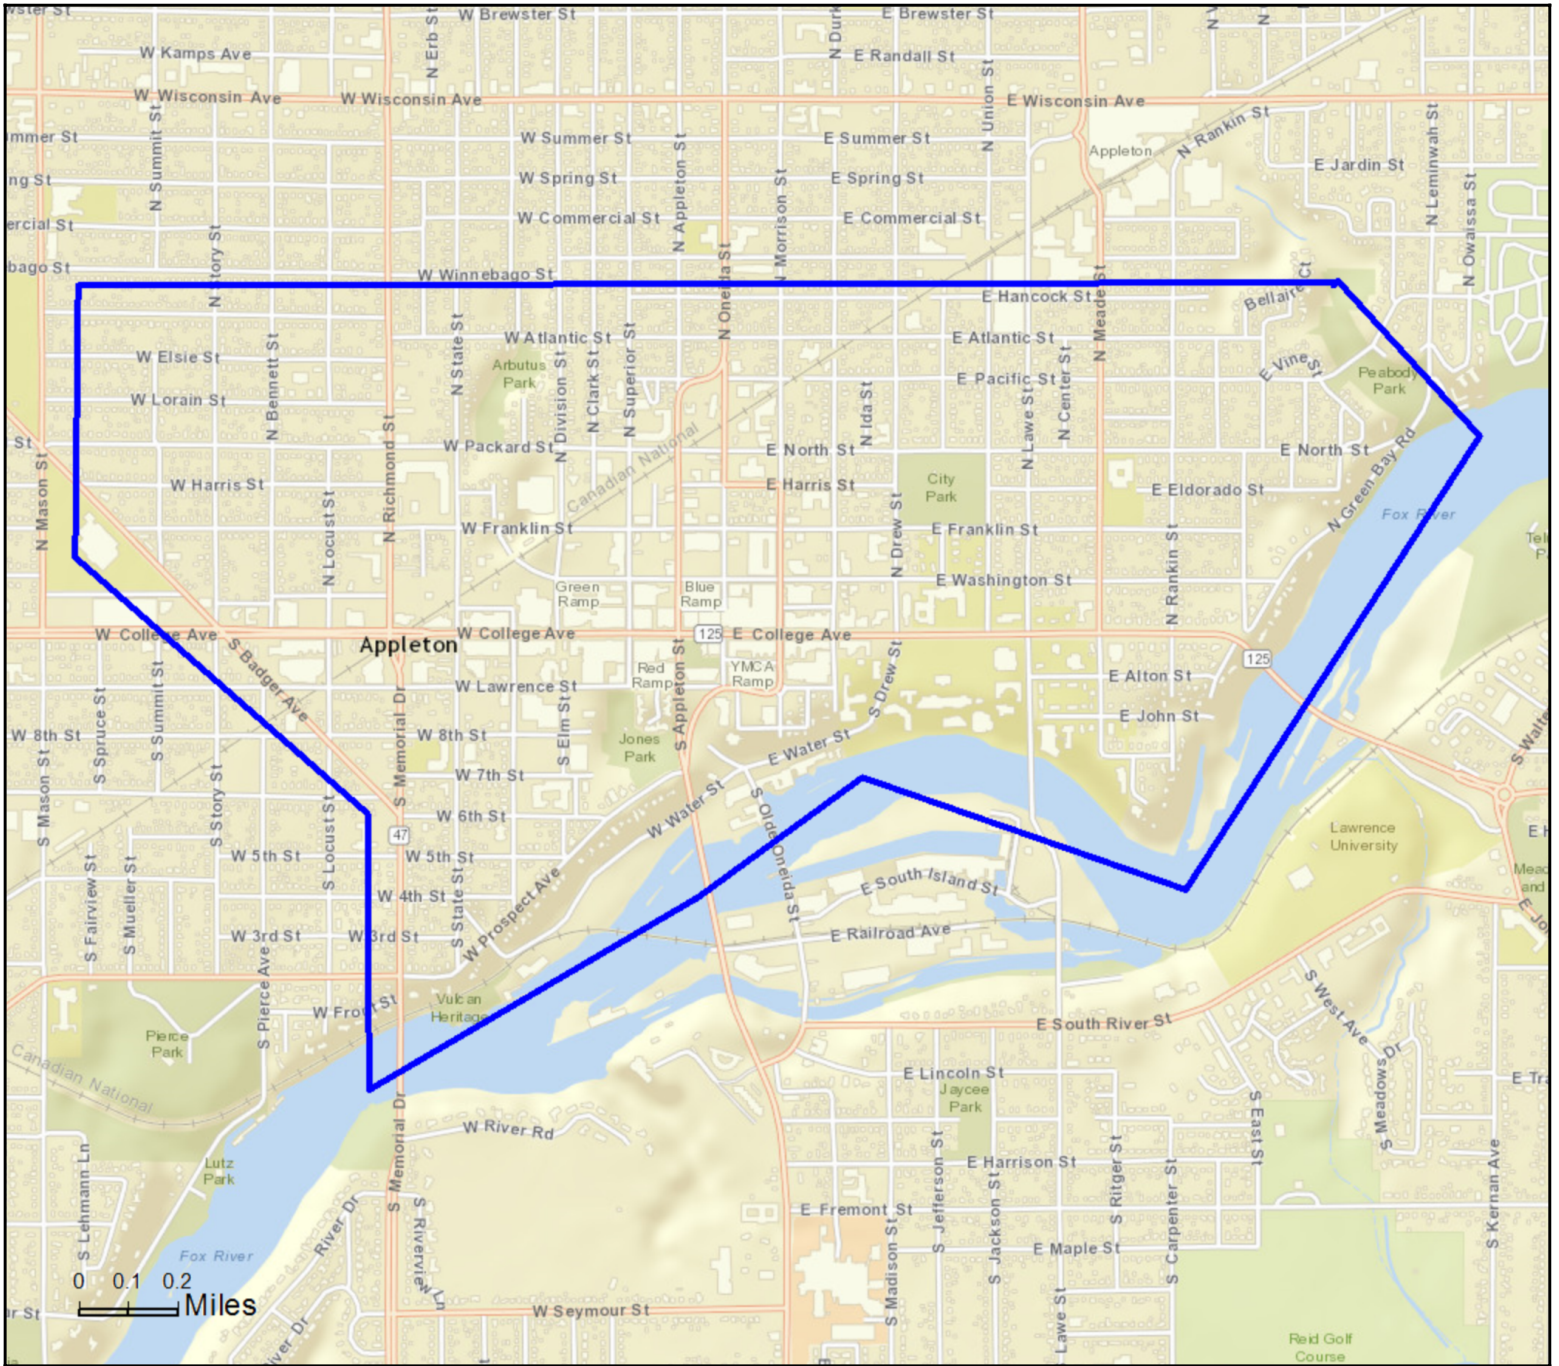 W Brewster St
E Brewster St
N Erb St
W Kamps Ave
E Randall St
N Union St
W Wisconsin Ave
W Wisconsin Ave
E Wisconsin Ave
N Summit St
W Summer St
E Summer St
N Rankin St
Appleton
N Appleton St
N Leminwah St
E Jardin St
ng St
W Spring St
E Spring St
N Morrison St
N Owaissa St
ercial St
W Commercial St
E Commercial St
N Story St
bago St
W Winnebago St
N Oneida St
N Meade St
Bellaire Ct
E Hancock St
W Atlantic St
E Atlantic St
N State St
N Bennett St
W Elsie St
Arbutus
Park
N Division St
N Clark St
N Superior St
E Vine St
Peabody
Park
E Pacific St
N Center St
N Lawe St
N Ida St
W Lorain St
St
N Mason St
N Richmond St
W Packard St
Canadian National
E North St
E North St
N Green Bay Rd
W Harris St
E Harris St
City
Park
E Eldorado St
N Locust St
N Drew St
Fox River
W Franklin St
E Franklin St
N Rankin St
Green
Ramp
Blue
Ramp
E Washington St
W College Ave
Appleton
W College Ave
125
E College Ave
125
S Badger Ave
Red
Ramp
YMCA
Ramp
S Appleton St
S Drew St
E Alton St
W Lawrence St
S Spruce St
S Summit St
S Memorial Dr
S Elm St
E John St
W 8th St
W 8th St
Jones
Park
E Water St
S Mason St
S Story St
W 7th St
W Water St
S Olde Oneida St
W 6th St
47
S Locust St
Lawrence
University
W 5th St
W 5th St
S Fairview St
S Mueller St
W 4th St
S State St
W Prospect Ave
E South Island St
W 3rd St
W 3rd St
E Railroad Ave
S Pierce Ave
Vulcan
Heritage
W Front St
S West Ave
Pierce
Park
E South River St
Canadian National
E Lincoln St
Jaycee
Park
S Meadows Dr
S East St
W River Rd
S Memorial Dr
S Lehmann Ln
Lutz
Park
E Harrison St
S Jefferson St
S Jackson St
S Ritger St
S Carpenter St
S Kernan Ave
E Fremont St
River Dr
S Riverview Ln
S Madison St
E Maple St
Fox River
0 0.1 0.2
Miles
W Seymour St
Lawe St
Reid Golf
Course